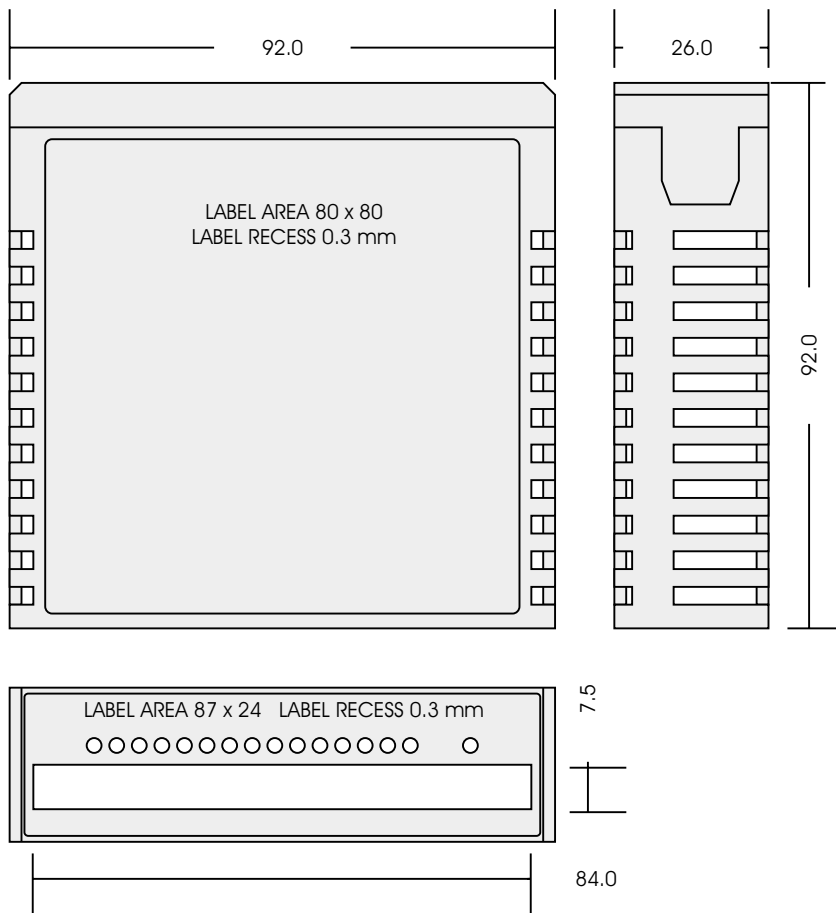 92.0
26.0
LABEL AREA 80 x 80
LABEL RECESS 0.3 mm
92.0
7.5
LABEL AREA 87 x 24 LABEL RECESS 0.3 mm
84.0